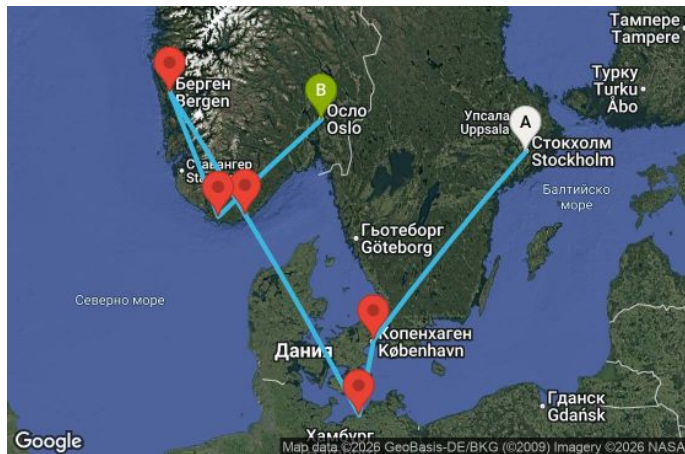 Тампере
Tampere
Турку
Turku
Åbo
Берген
Bergen
B
Осло
Oslo
Упсала
Uppsala
A
Стокхолм
Stockholm
Балтийско
море
Гьотеборг
Göteborg
Северно море
Копенхаген
København
Дания
Гданск
Gdańsk
Хамбург
Google
Map data ©2026 GeoBasis-DE/BKG (©2009) Imagery ©2026 NASA